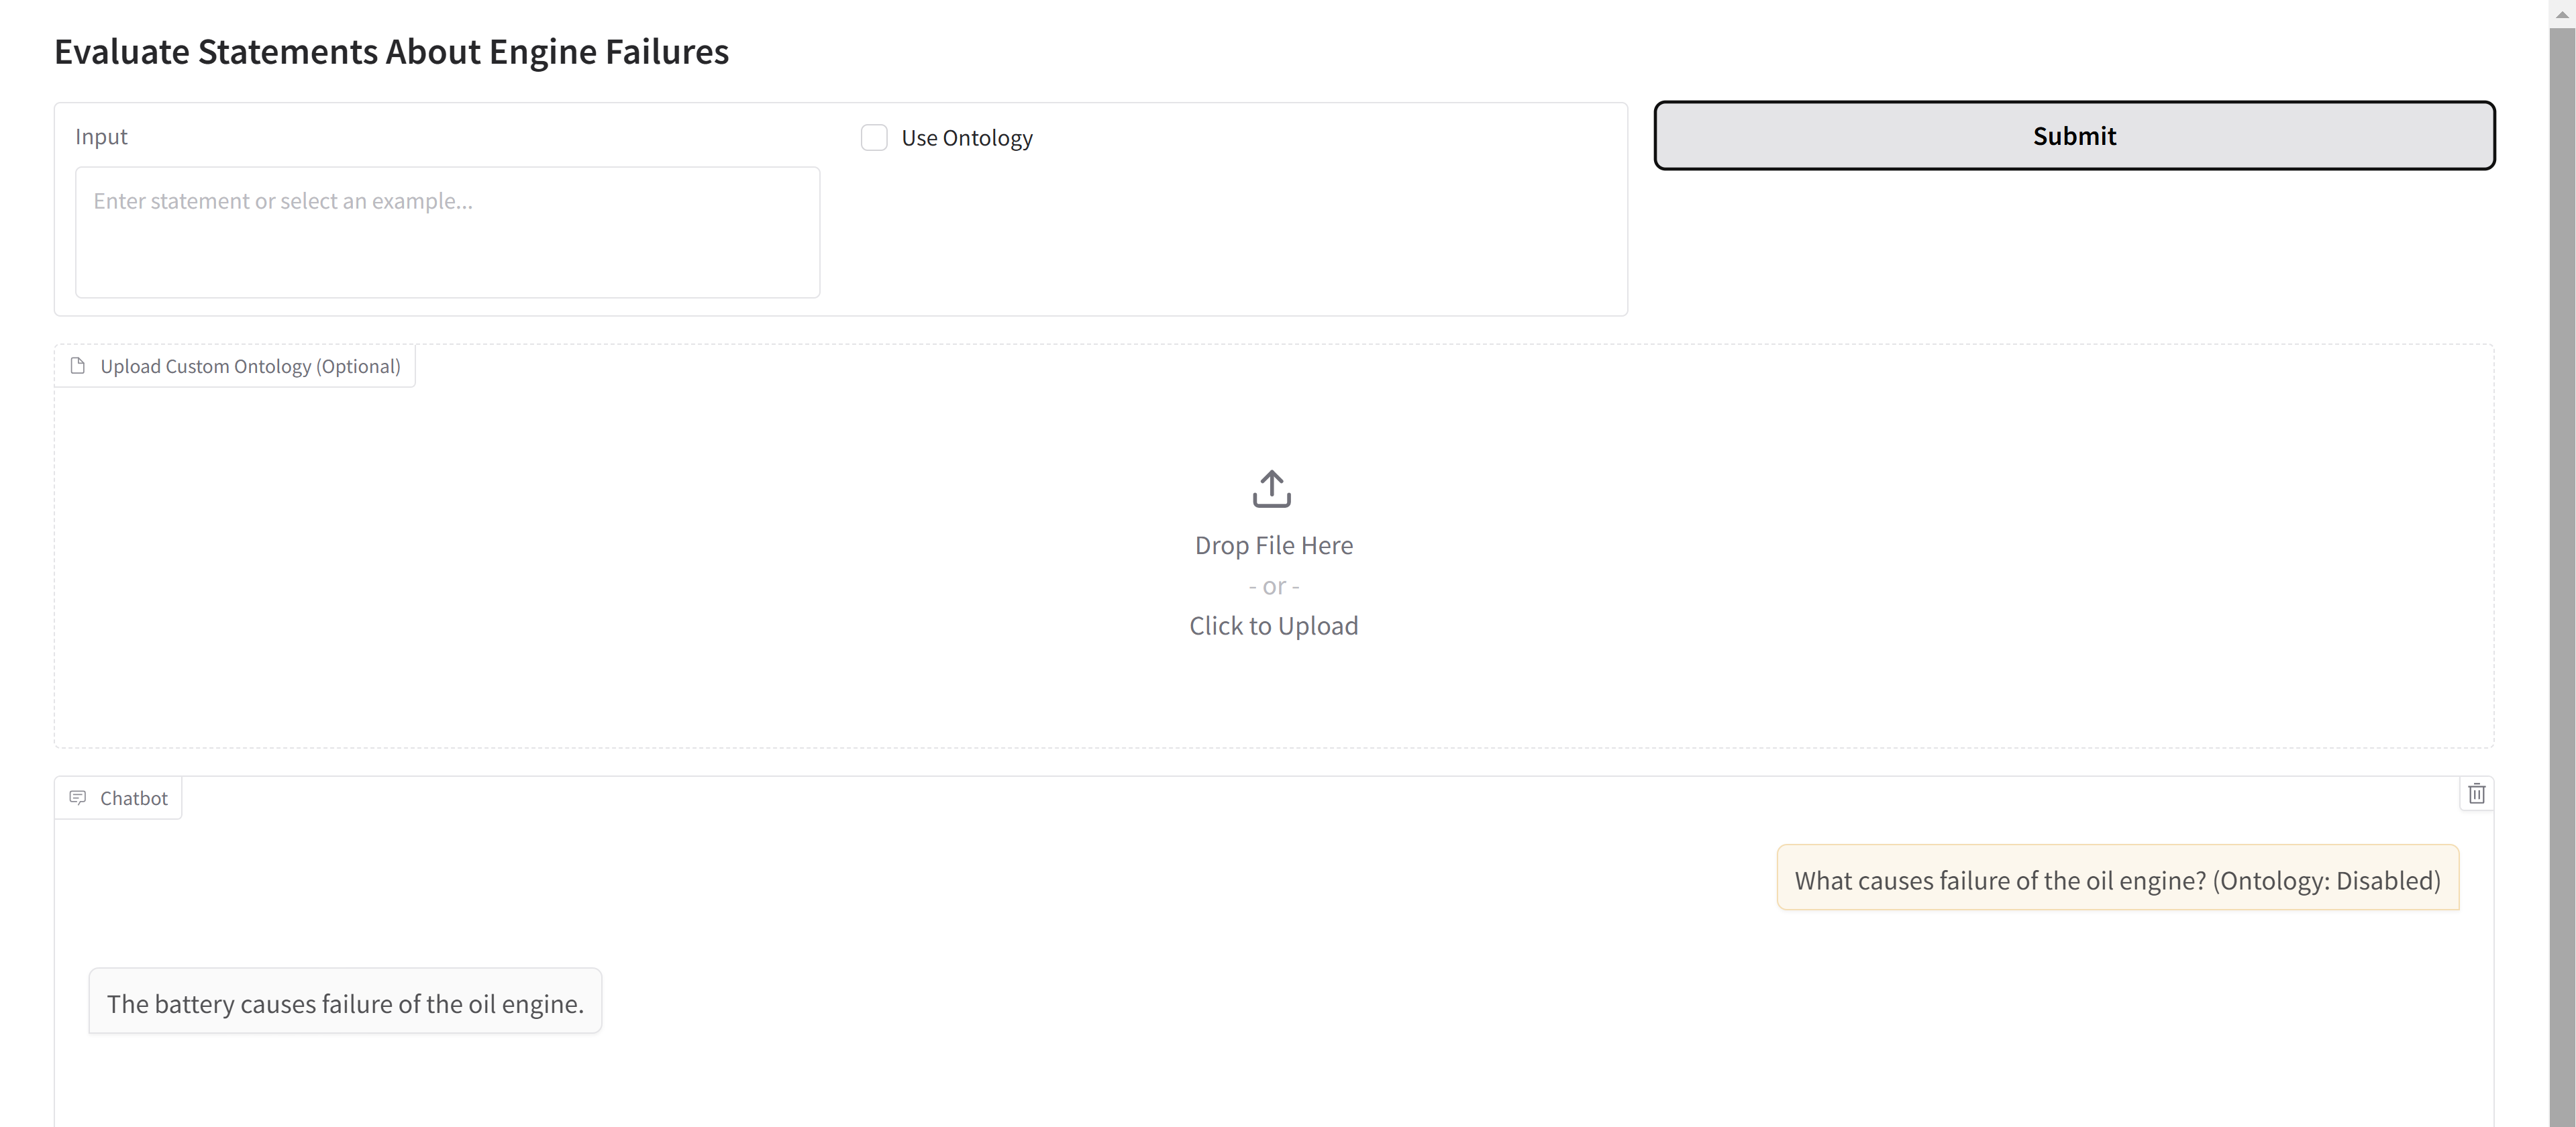 Evaluate Statements About Engine Failures
Input
Use Ontology
Submit
Enter statement or select an example...
Upload Custom Ontology (Optional)
Drop File Here
- or -
Click to Upload
Chatbot
What causes failure of the oil engine? (Ontology: Disabled)
The battery causes failure of the oil engine.